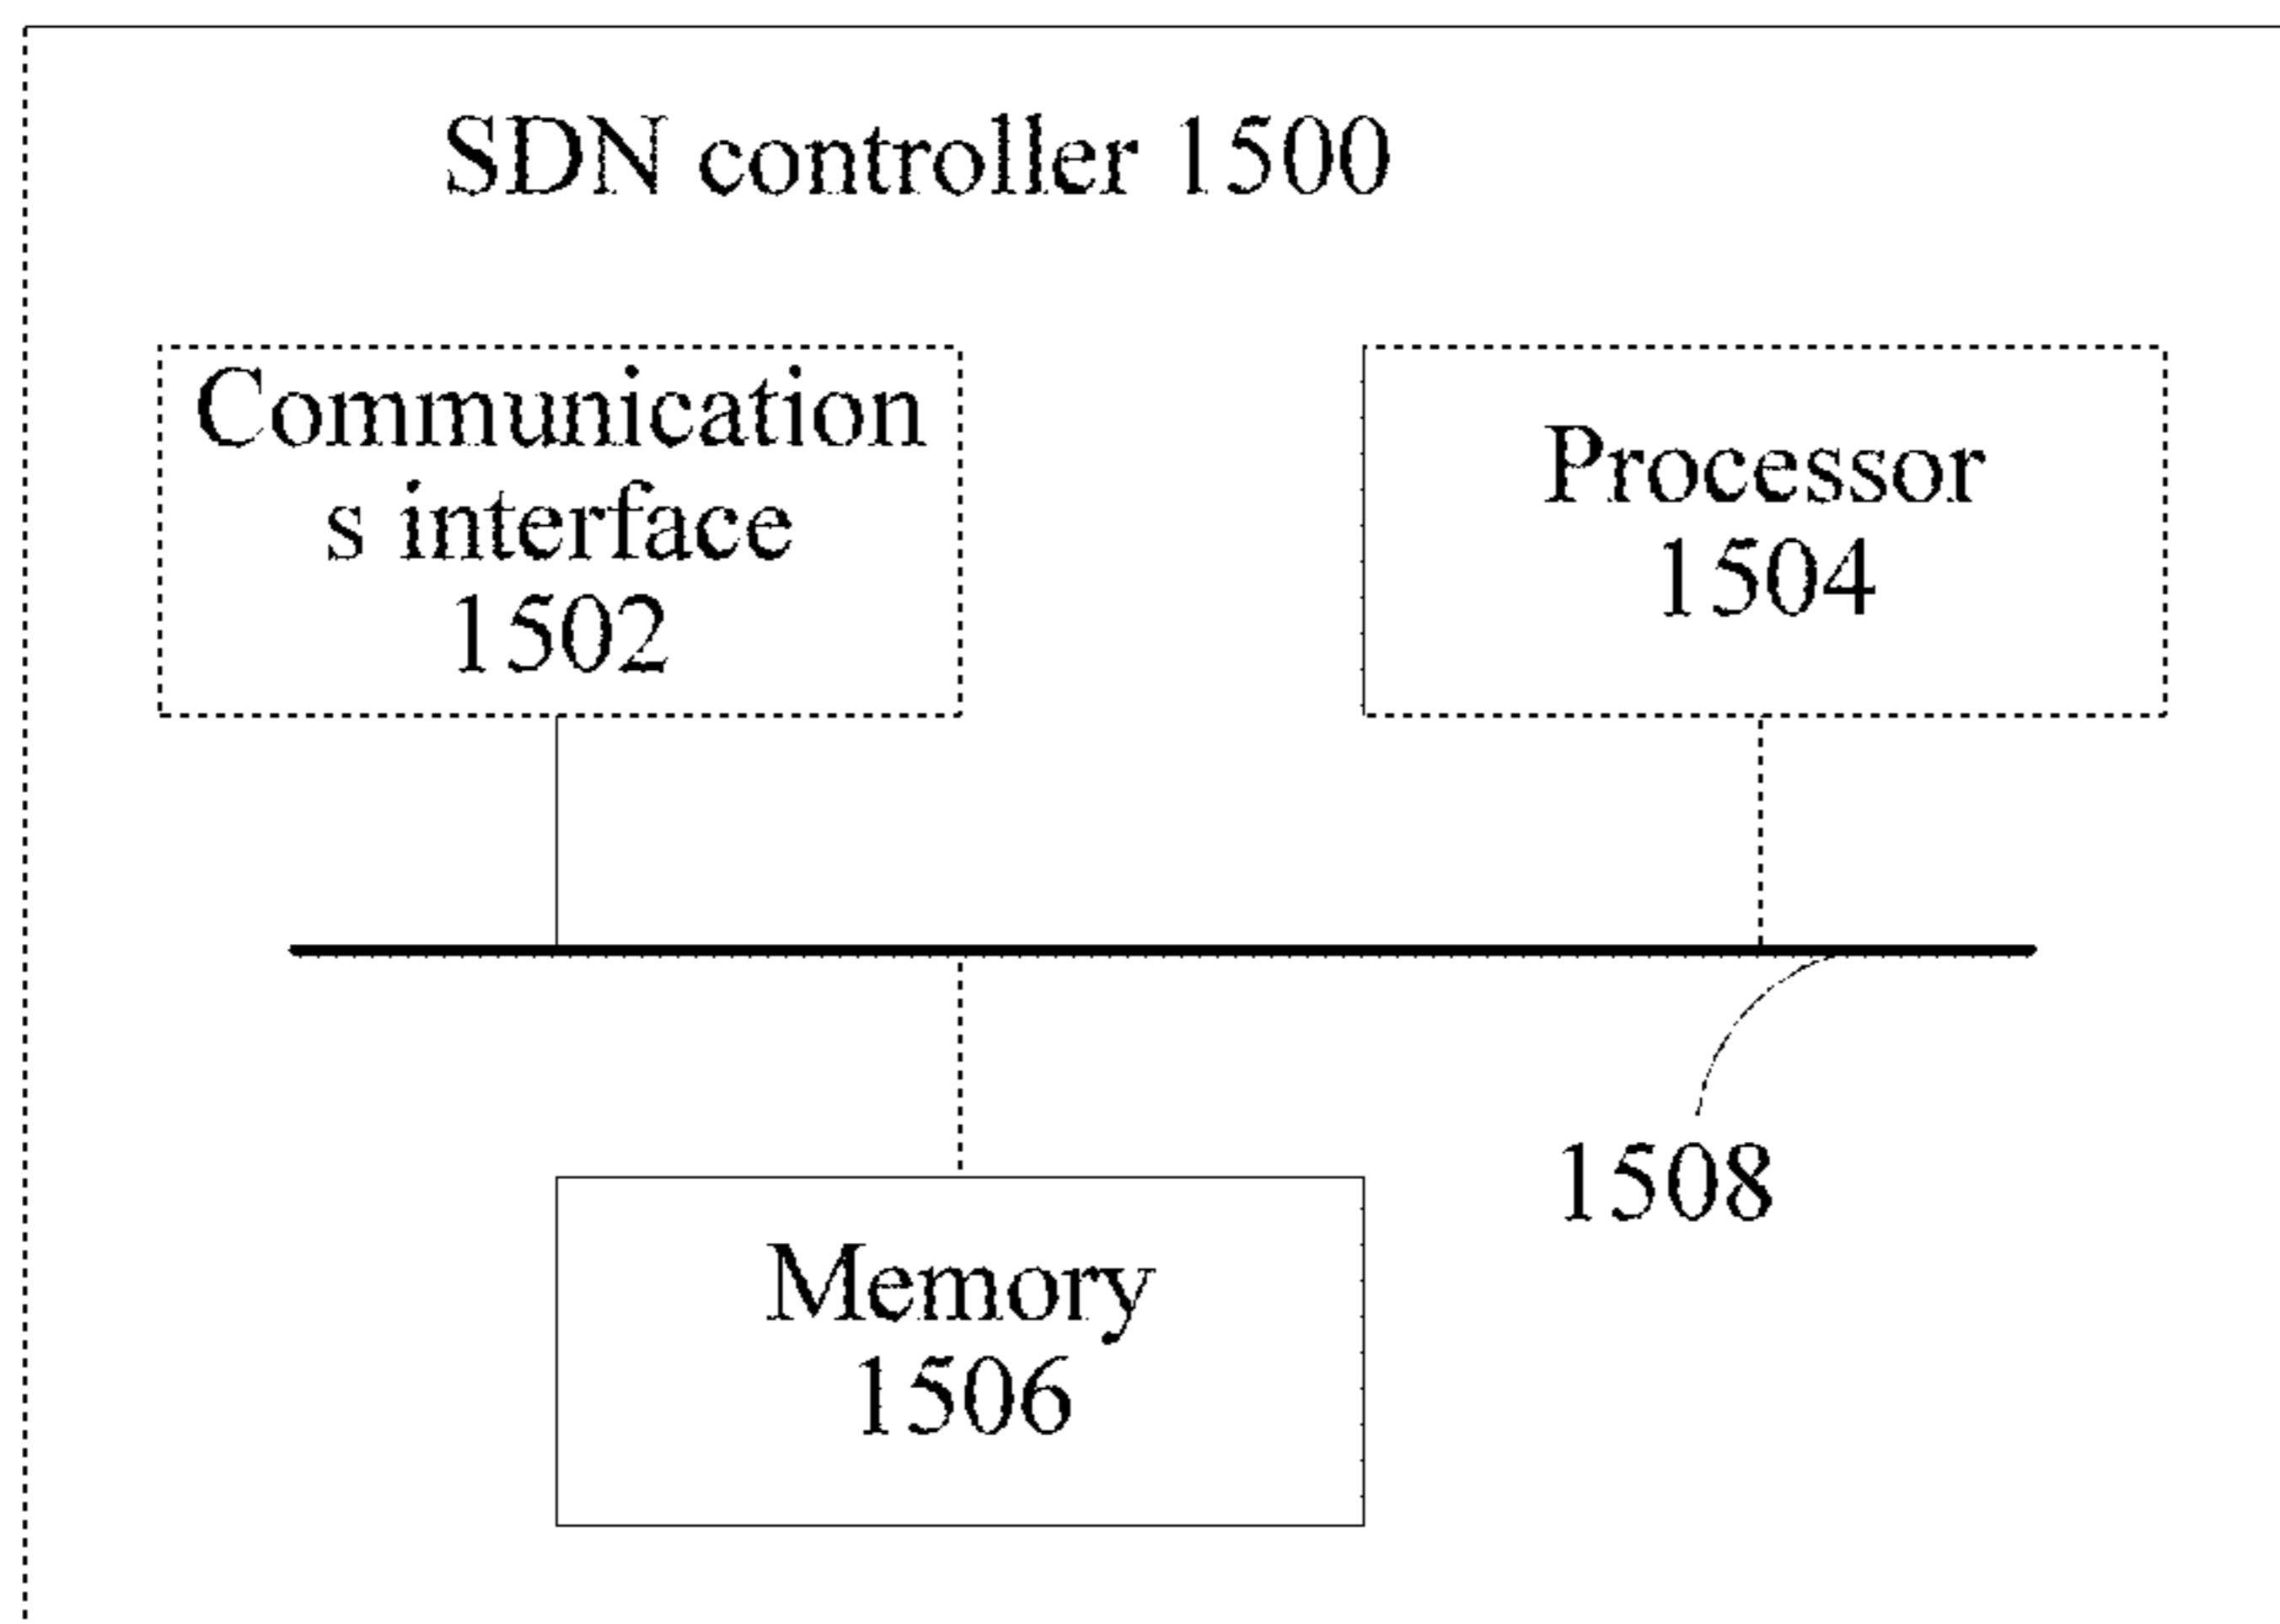 SDN controller 1500
Communication
s interface
1502
Processor
1504
1508
Memory
1506